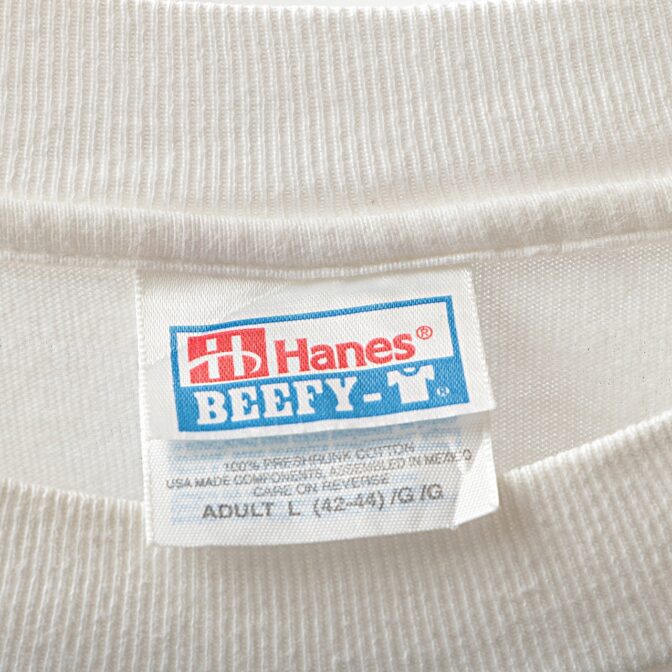 Hanes®
BEEFY-T®
100% PRESHRUNK COTTON
USA MADE COMPONENTS, ASSEMBLED IN MEXICO
CARE ON REVERSE
ADULT L (42-44) /G /G